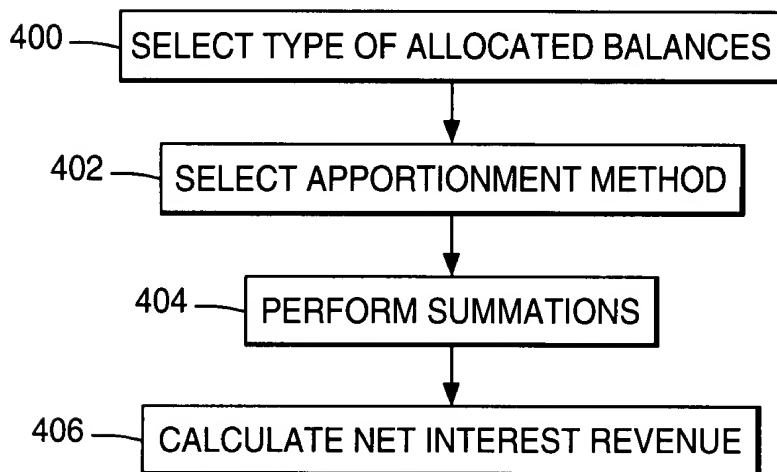 400 SELECT TYPE OF ALLOCATED BALANCES
402 SELECT APPORTIONMENT METHOD
404 PERFORM SUMMATIONS
406 CALCULATE NET INTEREST REVENUE